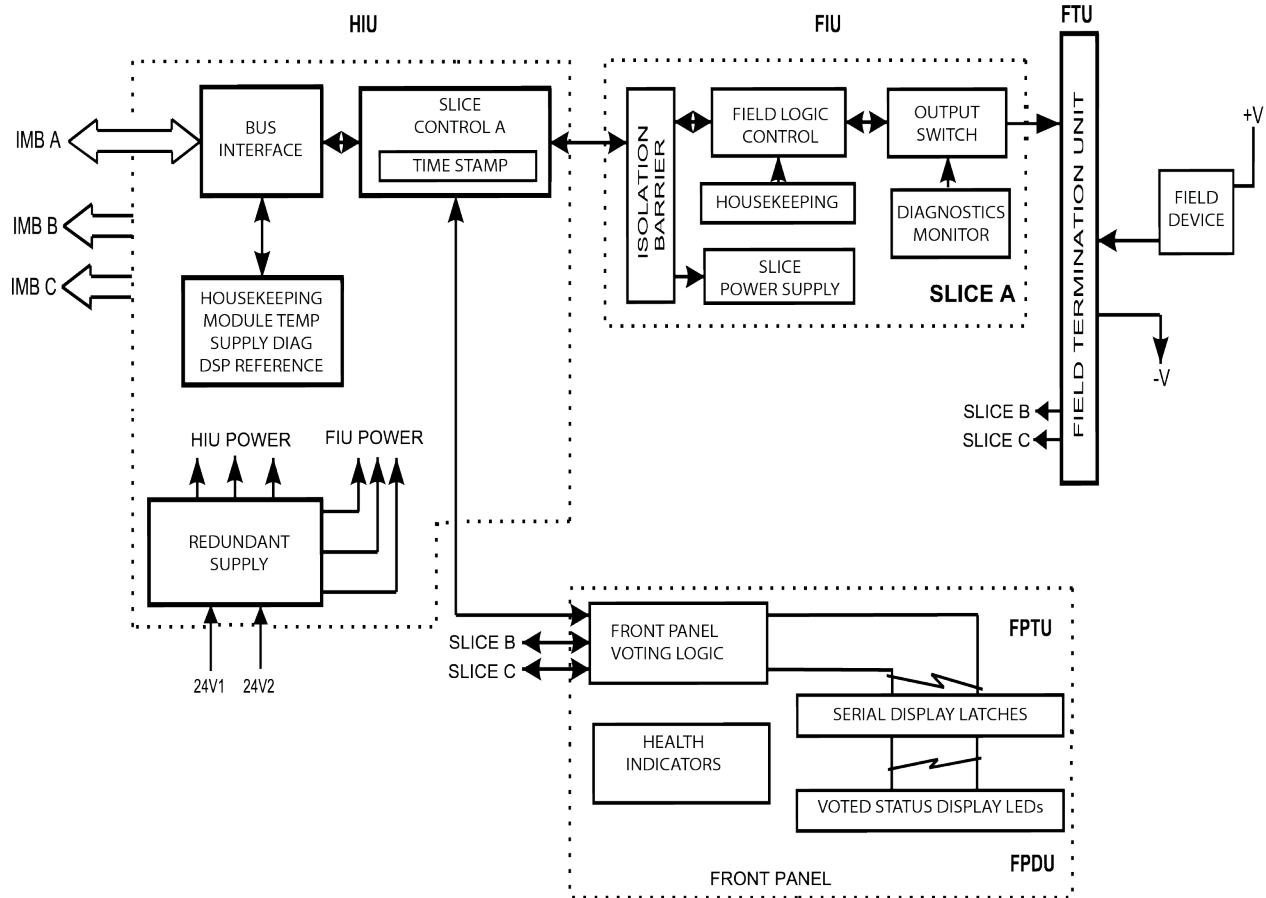 HIU
FIU
FTU
IMB A
BUS
INTERFACE
SLICE
CONTROL A
TIME STAMP
ISOLATION
BARRIER
FIELD LOGIC
CONTROL
OUTPUT
SWITCH
HOUSEKEEPING
DIAGNOSTICS
MONITOR
SLICE
POWER SUPPLY
SLICE A
FIELD TERMINATION UNIT
+V
FIELD
DEVICE
-V
IMB B
IMB C
HOUSEKEEPING
MODULE TEMP
SUPPLY DIAG
DSP REFERENCE
SLICE B
SLICE C
HIU POWER
FIU POWER
REDUNDANT
SUPPLY
24V1
24V2
SLICE B
SLICE C
FRONT PANEL
VOTING LOGIC
FPTU
SERIAL DISPLAY LATCHES
HEALTH
INDICATORS
VOTED STATUS DISPLAY LEDs
FPDU
FRONT PANEL